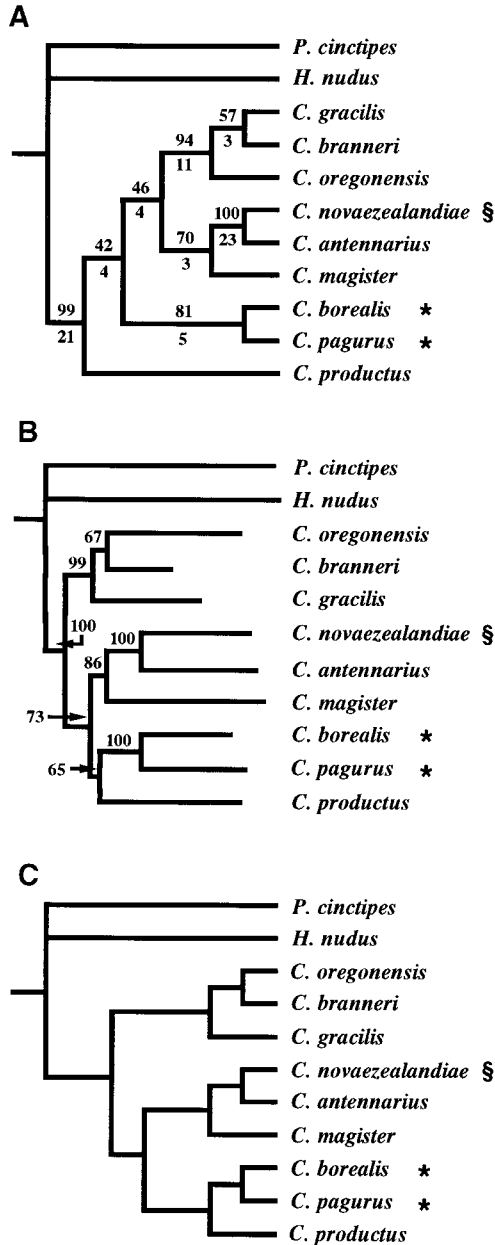 A
P. cinctipes
H. nudus
57 C. gracilis
94 3 C. branneri
11 C. oregonensis
46 100 C. novaezealandiae §
4 70 23 C. antennarius
42 3 C. magister
4 81 C. borealis *
99 5 C. pagurus *
21 C. productus
B
P. cinctipes
H. nudus
67 C. oregonensis
99 C. branneri
C. gracilis
100 100 C. novaezealandiae §
86 C. antennarius
C. magister
73 100 C. borealis *
65 C. pagurus *
C. productus
C
P. cinctipes
H. nudus
C. oregonensis
C. branneri
C. gracilis
C. novaezealandiae §
C. antennarius
C. magister
C. borealis *
C. pagurus *
C. productus